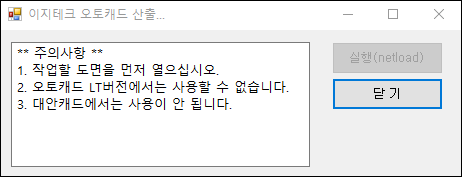 이지테크 오토캐드 산출...
** 주의사항 **
1. 작업할 도면을 먼저 열으십시오.
2. 오토캐드 LT버전에서는 사용할 수 없습니다.
3. 대안캐드에서는 사용이 안 됩니다.
실행(netload)
닫 기